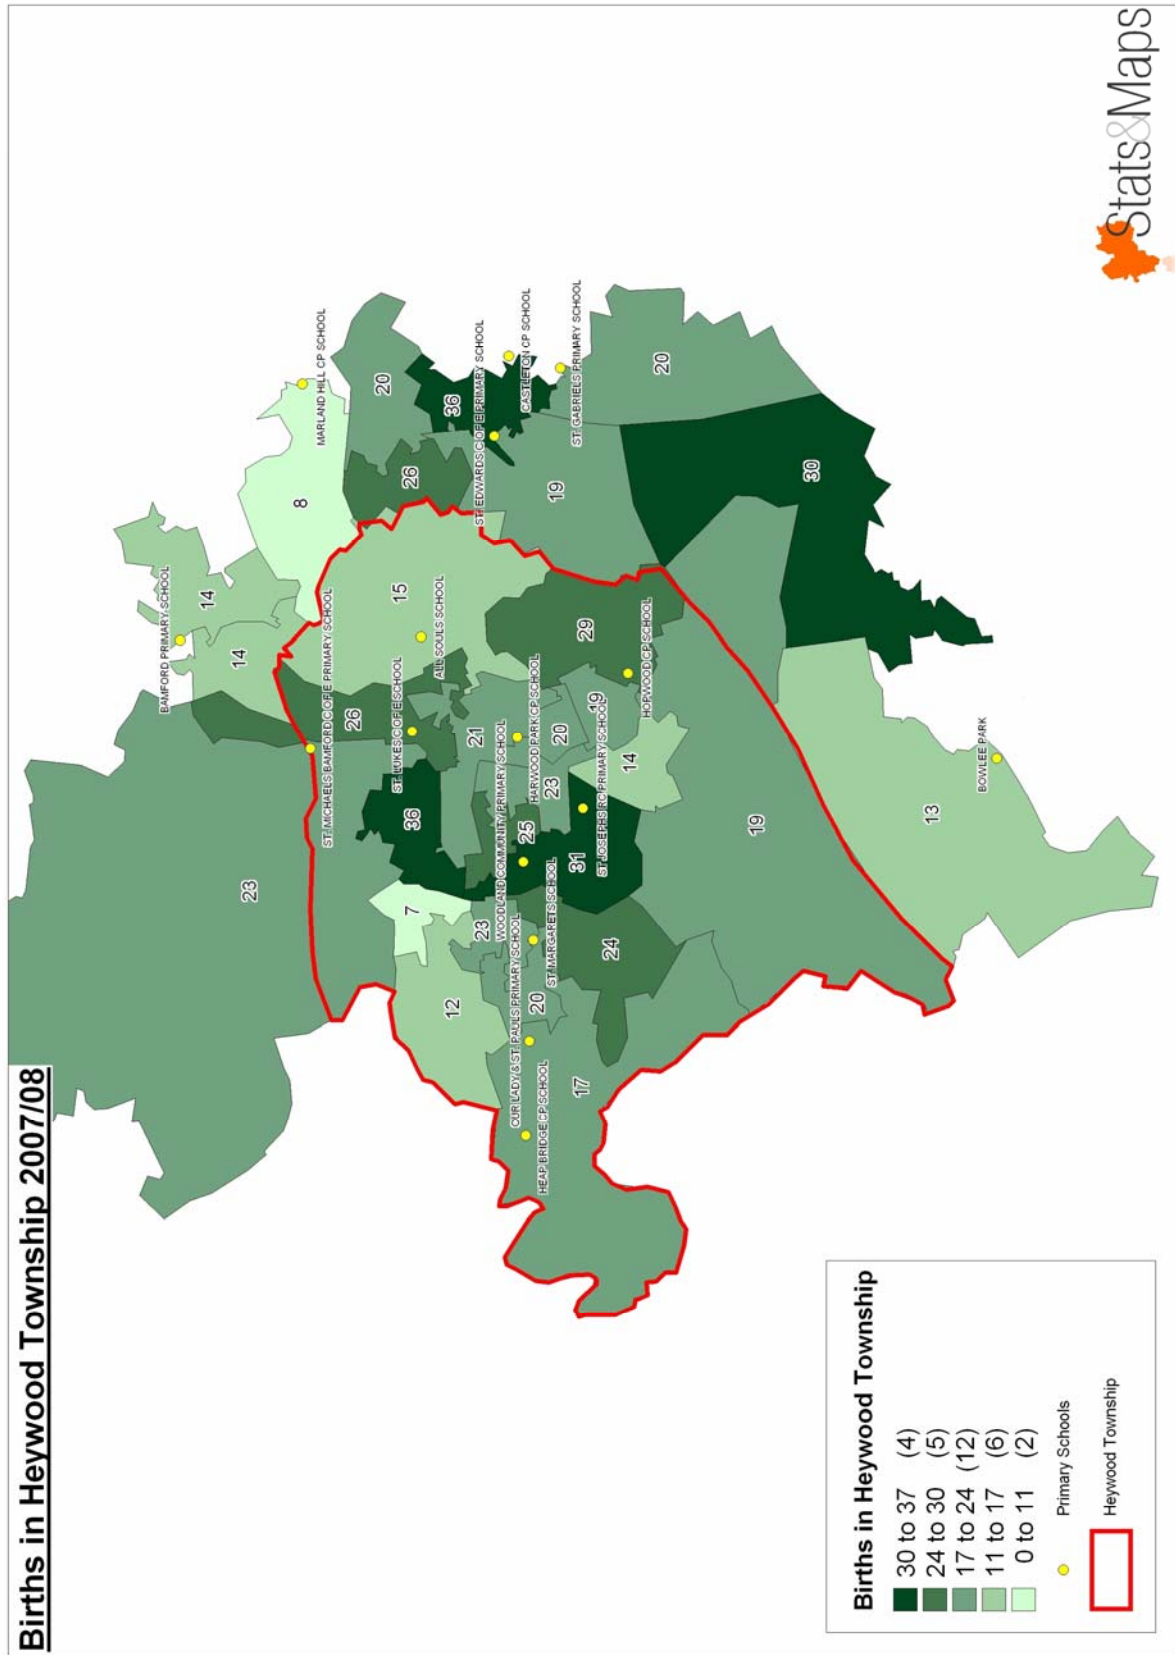 Births in Heywood Township 2007/08
BAMFORD PRIMARY SCHOOL
MARLAND HILL CP SCHOOL
14
14
8
23
20
ST. MICHAELS BAMFORD C OF E PRIMARY SCHOOL
26
26
36
15
ST. LUKES C OF E SCHOOL
ALL SOULS SCHOOL
ST. EDWARDS C OF E PRIMARY SCHOOL
CASTLETON CP SCHOOL
36
7
12
23
21
WOODLAND COMMUNITY PRIMARY SCHOOL
HARWOOD PARK CP SCHOOL
OUR LADY & ST. PAULS PRIMARY SCHOOL
25
23
20
19
29
19
ST. GABRIELS PRIMARY SCHOOL
20
HEAP BRIDGE CP SCHOOL
20
ST. MARGARETS SCHOOL
31
ST JOSEPHS RC PRIMARY SCHOOL
14
HOPWOOD CP SCHOOL
17
24
19
30
13
BOWLEE PARK
Births in Heywood Township
30 to 37 (4)
24 to 30 (5)
17 to 24 (12)
11 to 17 (6)
0 to 11 (2)
Primary Schools
Heywood Township
Stats&Maps